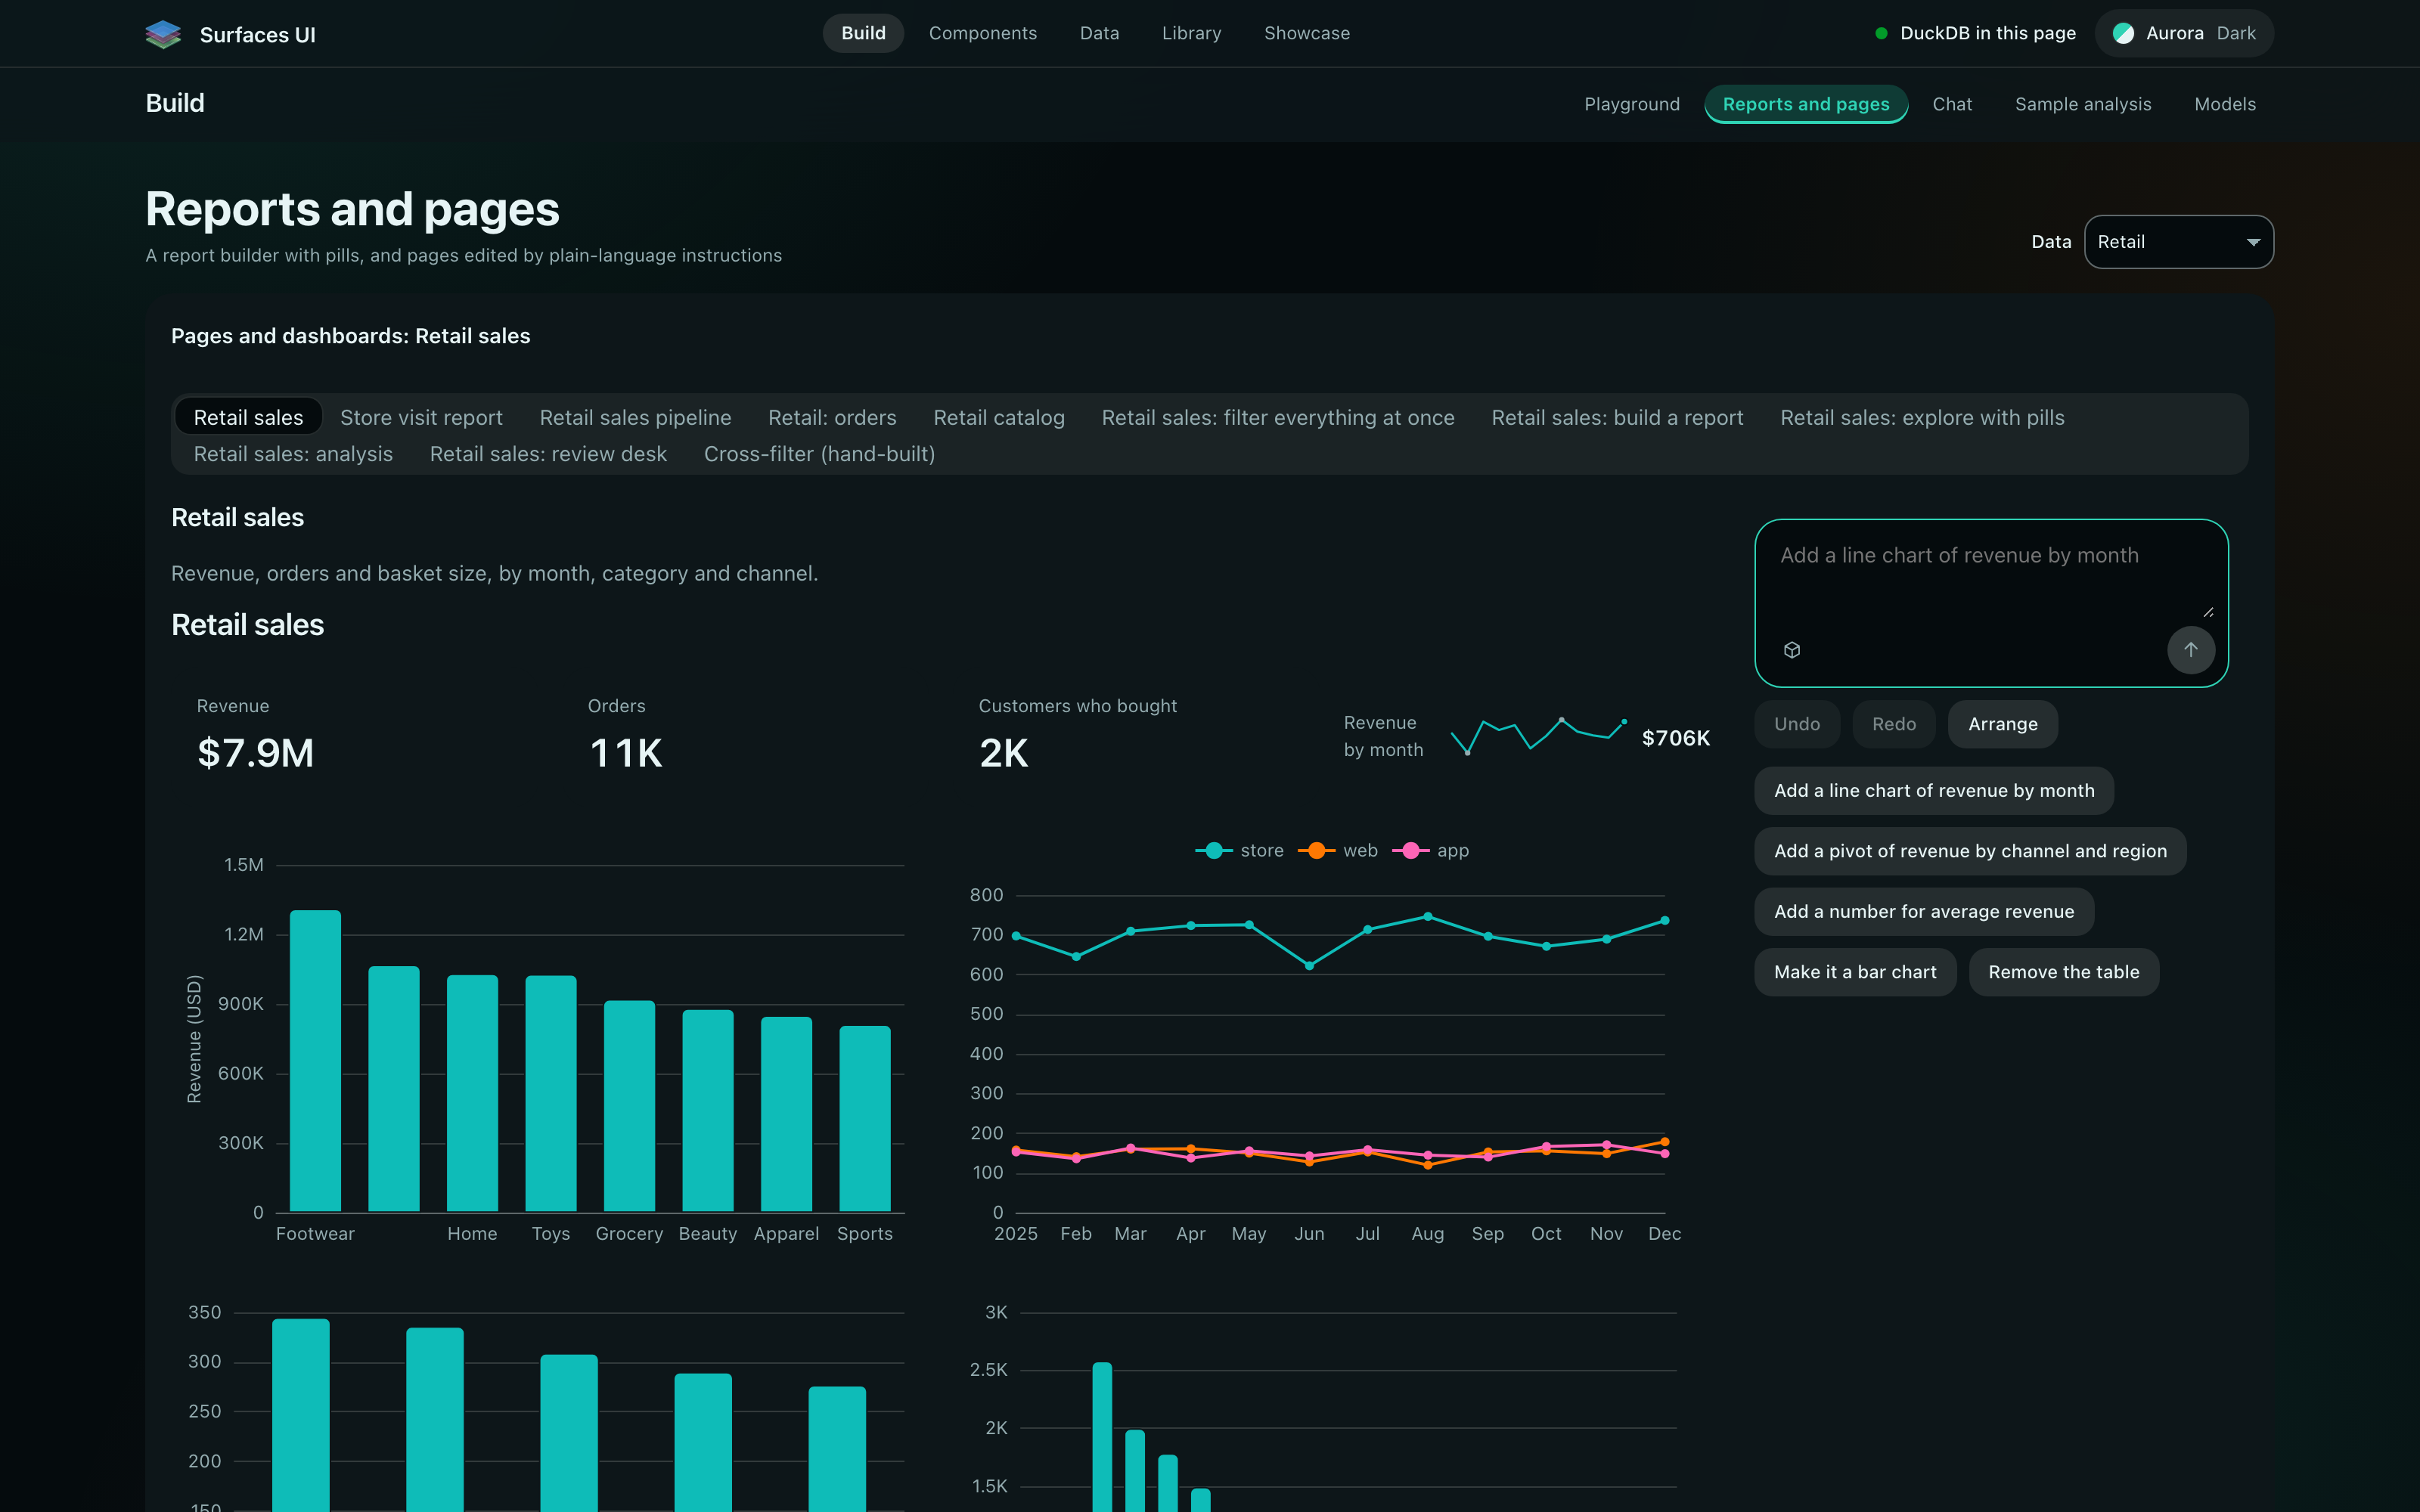 Surfaces UI
Build
Components
Data
Library
Showcase
DuckDB in this page
Aurora Dark
Build
Playground
Reports and pages
Chat
Sample analysis
Models
Reports and pages
A report builder with pills, and pages edited by plain-language instructions
Data
Retail
Pages and dashboards: Retail sales
Retail sales
Store visit report
Retail sales pipeline
Retail: orders
Retail catalog
Retail sales: filter everything at once
Retail sales: build a report
Retail sales: explore with pills
Retail sales: analysis
Retail sales: review desk
Cross-filter (hand-built)
Retail sales
Revenue, orders and basket size, by month, category and channel.
Retail sales
Revenue
$7.9M
Orders
11K
Customers who bought
2K
Revenue
by month
$706K
Add a line chart of revenue by month
Undo
Redo
Arrange
Add a line chart of revenue by month
Add a pivot of revenue by channel and region
Add a number for average revenue
Make it a bar chart
Remove the table
Revenue (USD)
1.5M
1.2M
900K
600K
300K
0
Footwear
Home
Toys
Grocery
Beauty
Apparel
Sports
store
web
app
800
700
600
500
400
300
200
100
0
2025
Feb
Mar
Apr
May
Jun
Jul
Aug
Sep
Oct
Nov
Dec
350
300
250
200
150
3K
2.5K
2K
1.5K